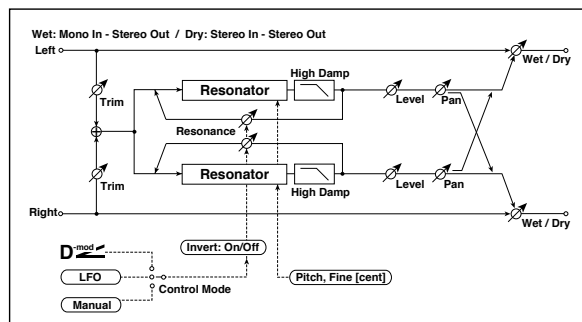 Wet: Mono In - Stereo Out / Dry: Stereo In - Stereo Out
Left
Wet / Dry
Trim
Resonator
High Damp
Level
Pan
Resonance
Resonator
High Damp
Level
Pan
Trim
Right
Wet / Dry
D-mod
LFO
Manual
Control Mode
Invert: On/Off
Pitch, Fine [cent]